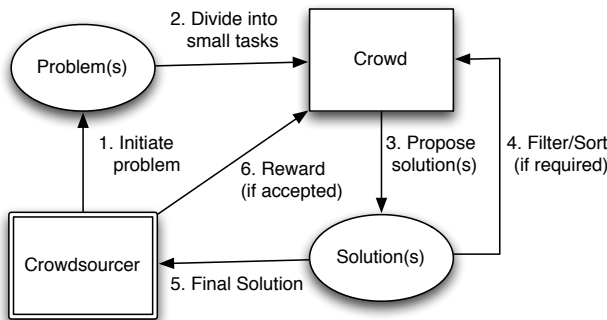 2. Divide into
small tasks
Problem(s)
Crowd
1. Initiate
problem
6. Reward
(if accepted)
3. Propose
solution(s)
4. Filter/Sort
(if required)
Crowdsourcer
Solution(s)
5. Final Solution